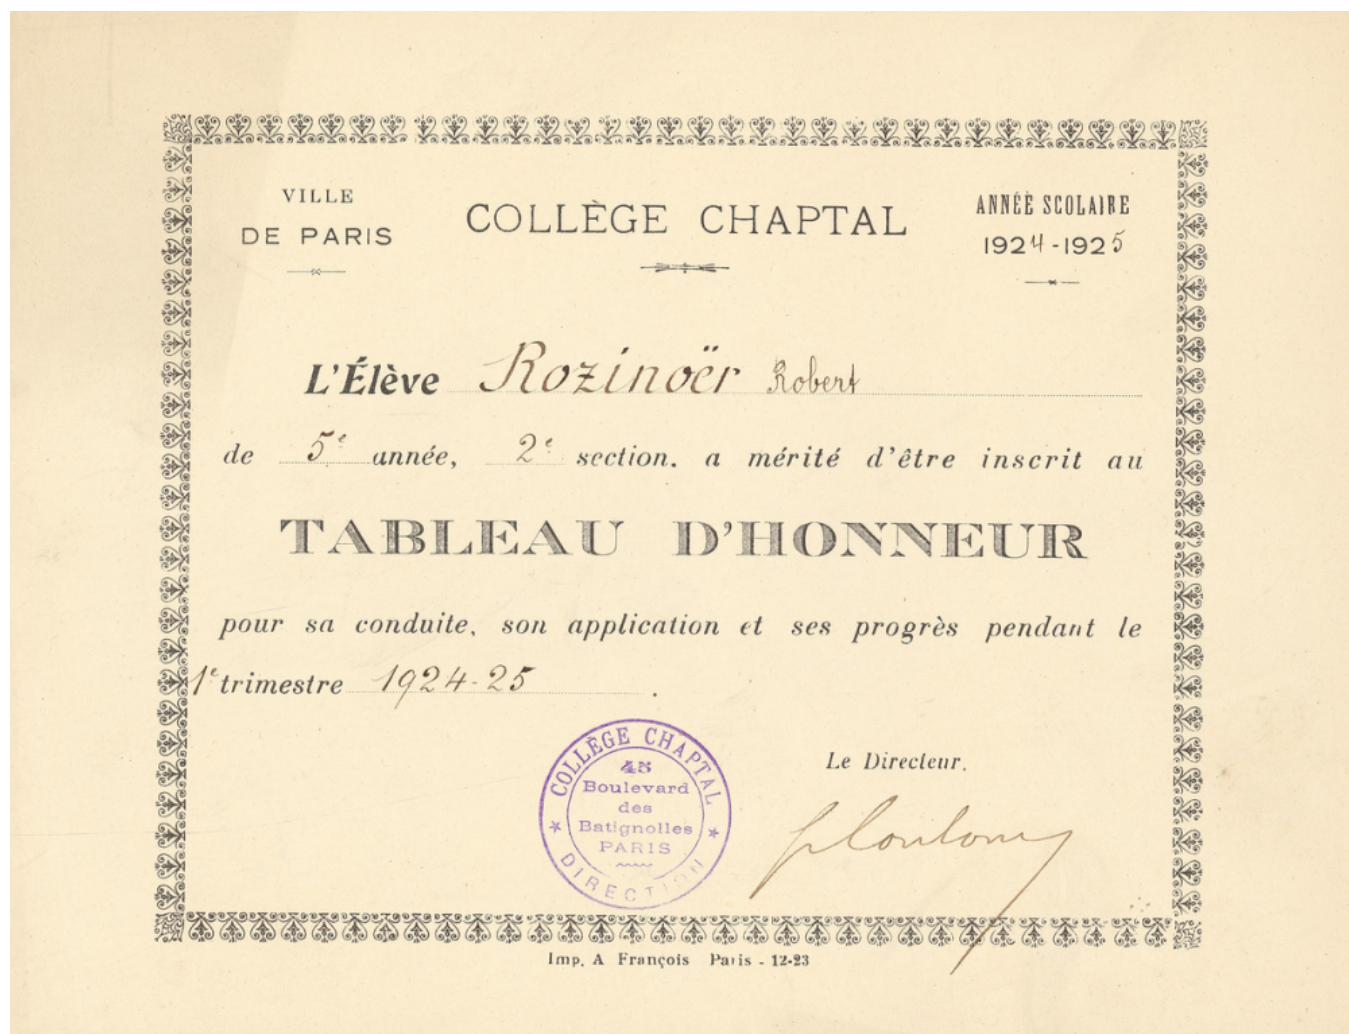 VILLE
DE PARIS
COLLÈGE CHAPTAL
ANNÉE SCOLAIRE
1924-1925
L'Élève Rozinoër Robert
de 5e année, 2e section. a mérité d'être inscrit au
TABLEAU D'HONNEUR
pour sa conduite, son application et ses progrès pendant le
1e trimestre 1924-25.
COLLÈGE CHAPTAL
45
Boulevard
des
Batignolles
PARIS
DIRECTION
Le Directeur.
Imp. A François Paris - 12-23